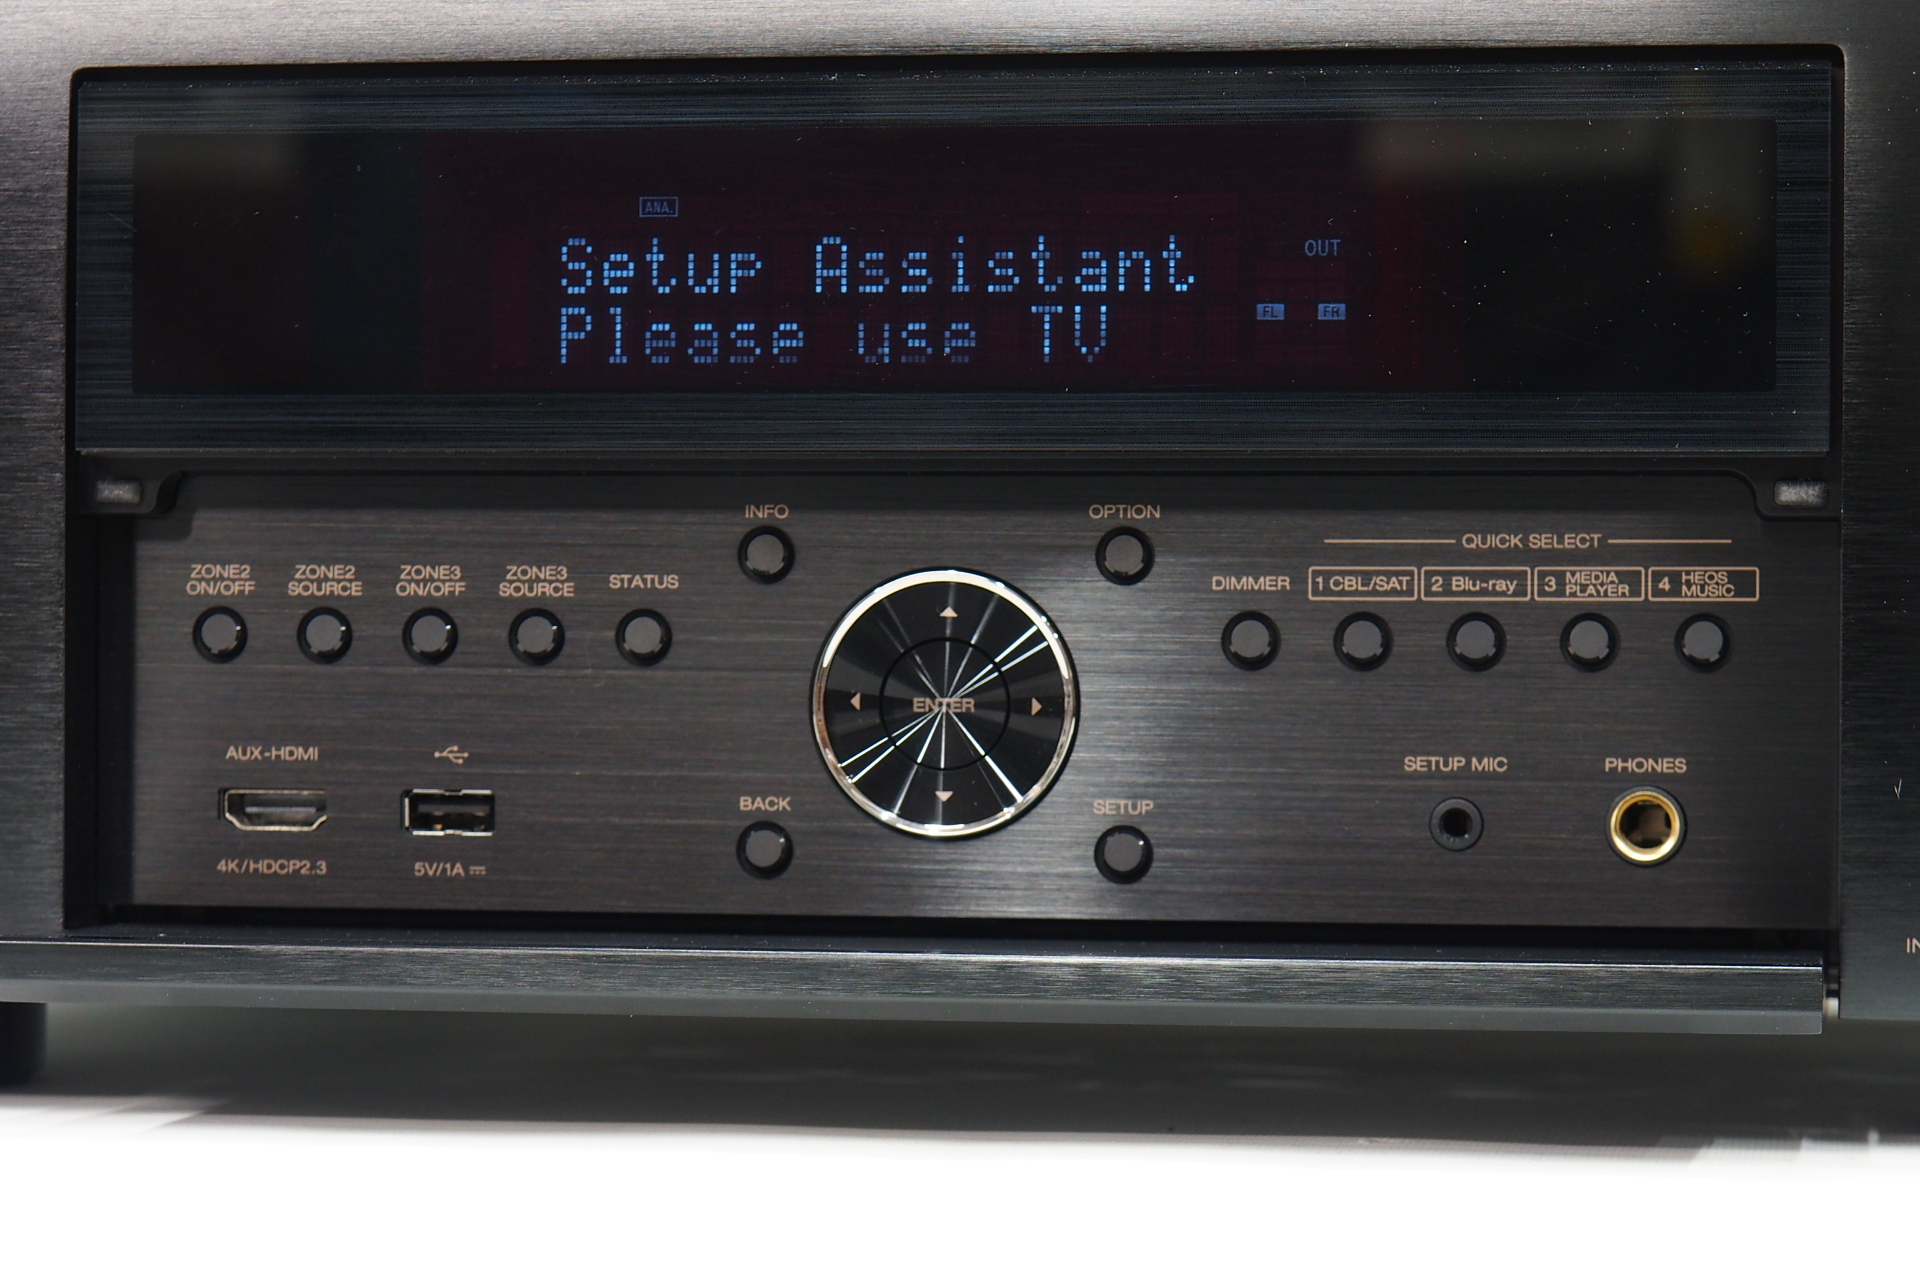 ANA.
Setup Assistant
OUT
Please use TV
FL FR
INFO
OPTION
QUICK SELECT
ZONE2
ON/OFF
ZONE2
SOURCE
ZONE3
ON/OFF
ZONE3
SOURCE
STATUS
DIMMER
1 CBL/SAT
2 Blu-ray
3 MEDIA
PLAYER
4 HEOS
MUSIC
ENTER
AUX-HDMI
SETUP MIC
PHONES
BACK
SETUP
4K/HDCP2.3
5V/1A